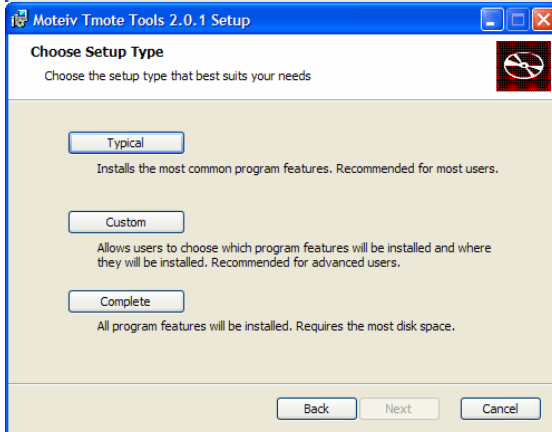 Moteiv Tmote Tools 2.0.1 Setup
Choose Setup Type
Choose the setup type that best suits your needs
Typical
Installs the most common program features. Recommended for most users.
Custom
Allows users to choose which program features will be installed and where
they will be installed. Recommended for advanced users.
Complete
All program features will be installed. Requires the most disk space.
Back Next Cancel